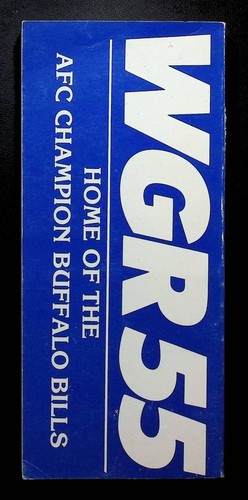 WGR 55
HOME OF THE
AFC CHAMPION BUFFALO BILLS